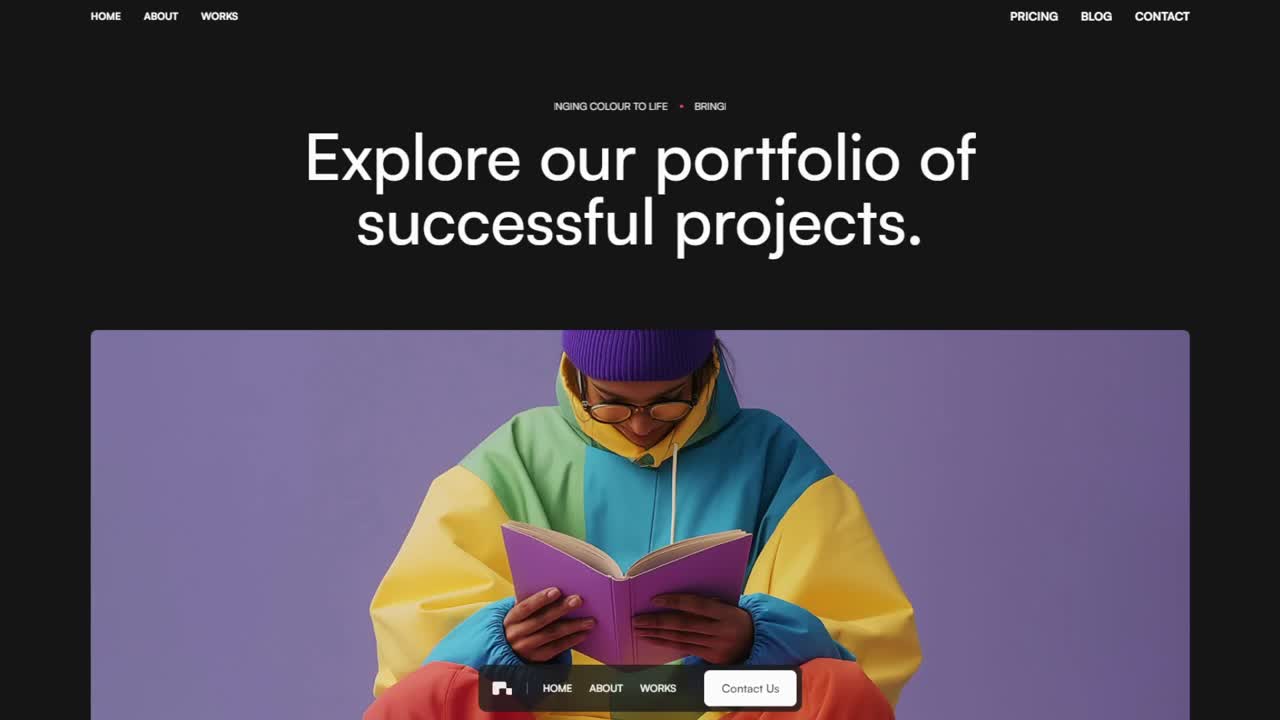 HOME ABOUT WORKS PRICING BLOG CONTACT
NGING COLOUR TO LIFE • BRING
Explore our portfolio of
successful projects.
HOME ABOUT WORKS Contact Us